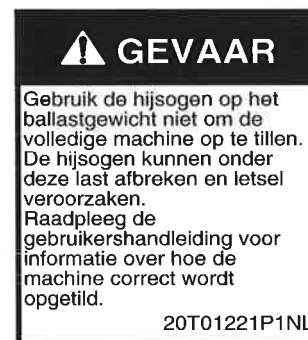 GEVAAR
Gebruik de hijsogen op het
ballastgewicht niet om de
volledige machine op te tillen.
De hijsogen kunnen onder
deze last afbreken en letsel
veroorzaken.
Raadpleeg de
gebruikershandleiding voor
informatie over hoe de
machine correct wordt
opgetild.
20T01221P1NL